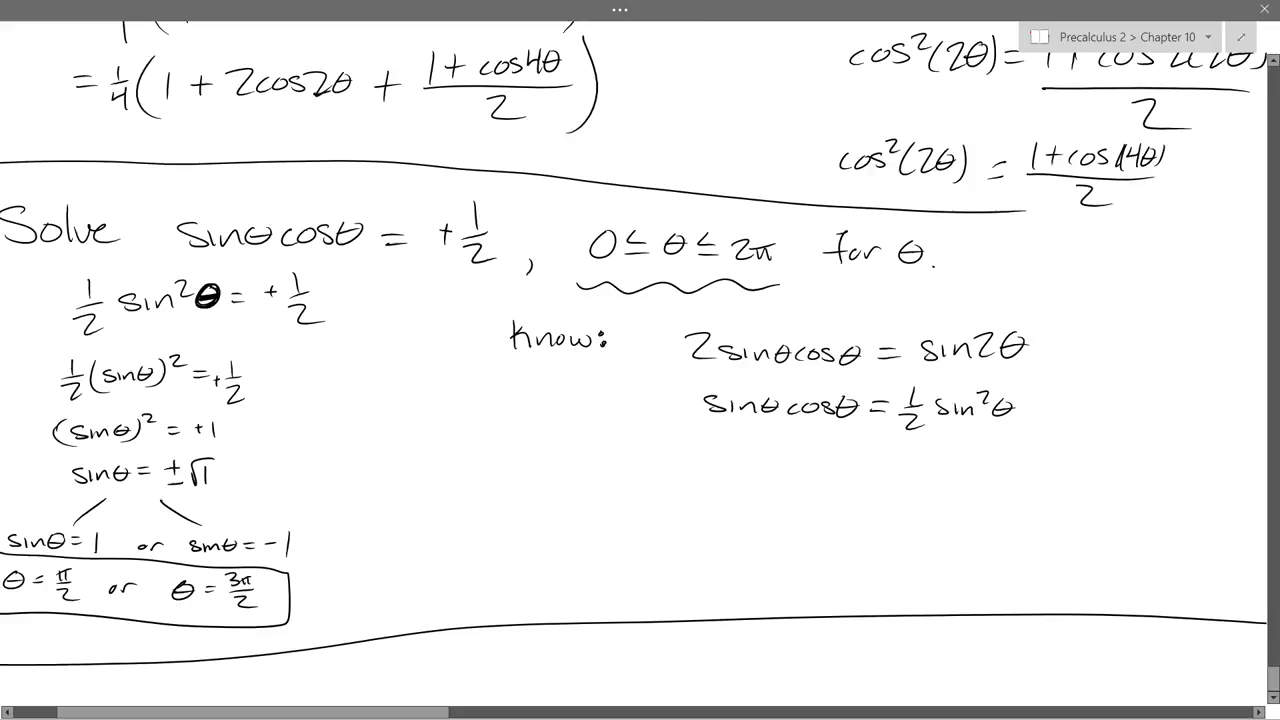 Precalculus 2 > Chapter 10
= 1/4(1 + 2cos2θ + (1 + cos4θ)/2)
cos²(2θ) = (1+cos2(2θ))/2
cos²(2θ) = (1+cos(4θ))/2
Solve sinθcosθ = +1/2, 0 ≤ θ ≤ 2π for θ.
1/2 sin²θ = +1/2
1/2(sinθ)² = +1/2
(sinθ)² = +1
sinθ = ±√1
sinθ = 1 or sinθ = -1
θ = π/2 or θ = 3π/2
Know: 2sinθcosθ = sin2θ
sinθcosθ = 1/2 sin²θ